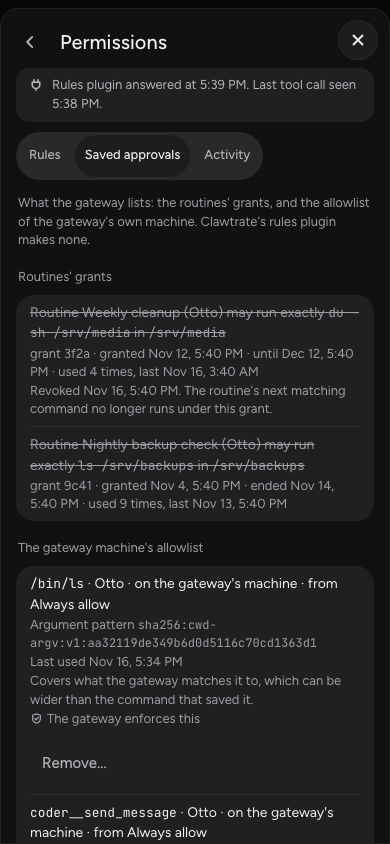 Permissions
Rules plugin answered at 5:39 PM. Last tool call seen
5:38 PM.
Rules
Saved approvals
Activity
What the gateway lists: the routines' grants, and the allowlist
of the gateway's own machine. Clawtrate's rules plugin
makes none.
Routines' grants
Routine Weekly cleanup (Otto) may run exactly du -
sh /srv/media in /srv/media
grant 3f2a · granted Nov 12, 5:40 PM · until Dec 12, 5:40
PM · used 4 times, last Nov 16, 3:40 AM
Revoked Nov 16, 5:40 PM. The routine's next matching
command no longer runs under this grant.
Routine Nightly backup check (Otto) may run
exactly ls /srv/backups in /srv/backups
grant 9c41 · granted Nov 4, 5:40 PM · ended Nov 14,
5:40 PM · used 9 times, last Nov 13, 5:40 PM
The gateway machine's allowlist
/bin/ls · Otto · on the gateway's machine · from
Always allow
Argument pattern sha256:cwd-
argv:v1:aa32119de349b6d0d5116c70cd1363d1
Last used Nov 16, 5:34 PM
Covers what the gateway matches it to, which can be
wider than the command that saved it.
The gateway enforces this
Remove...
coder__send_message · Otto · on the gateway's
machine · from Always allow